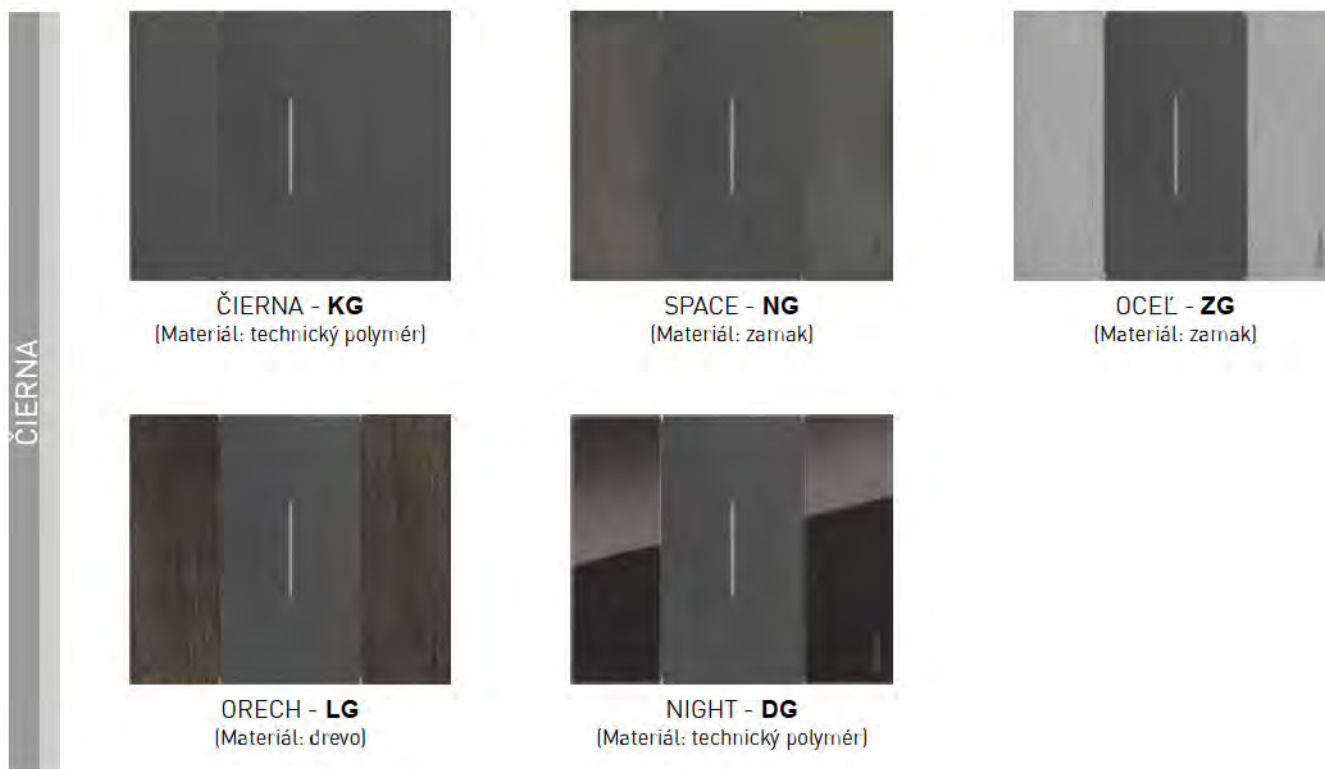 ČIERNA
ČIERNA - KG
(Materiál: technický polymér)
SPACE - NG
(Materiál: zamak)
OCEĽ - ZG
(Materiál: zamak)
ORECH - LG
(Materiál: drevo)
NIGHT - DG
(Materiál: technický polymér)